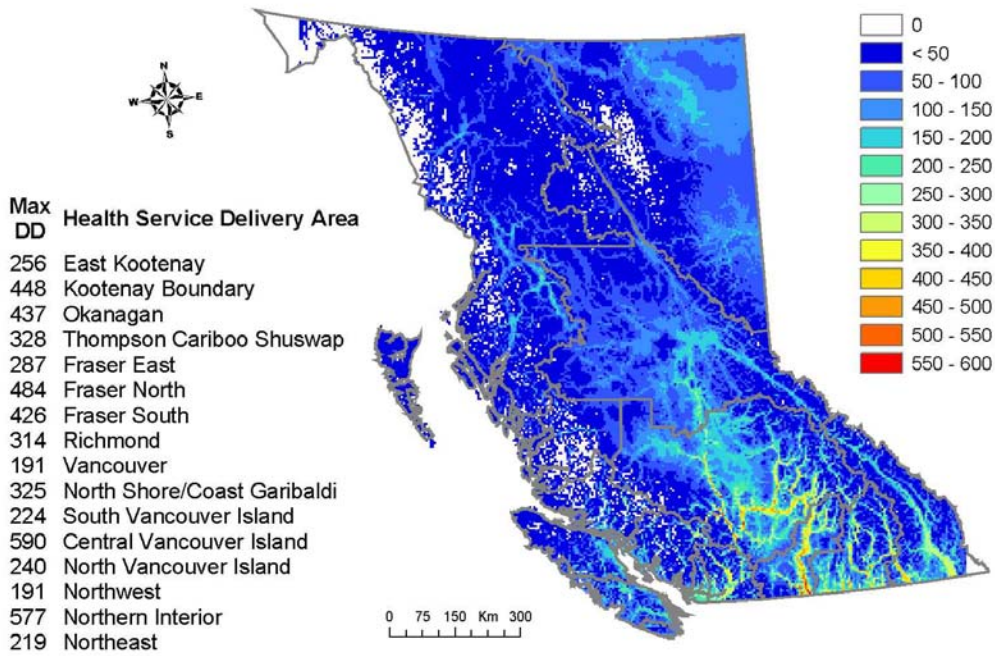 N
W
E
S
0
< 50
50 - 100
100 - 150
150 - 200
200 - 250
250 - 300
300 - 350
350 - 400
400 - 450
450 - 500
500 - 550
550 - 600
Max
DD Health Service Delivery Area
256 East Kootenay
448 Kootenay Boundary
437 Okanagan
328 Thompson Cariboo Shuswap
287 Fraser East
484 Fraser North
426 Fraser South
314 Richmond
191 Vancouver
325 North Shore/Coast Garibaldi
224 South Vancouver Island
590 Central Vancouver Island
240 North Vancouver Island
191 Northwest
577 Northern Interior
219 Northeast
0 75 150 Km 300